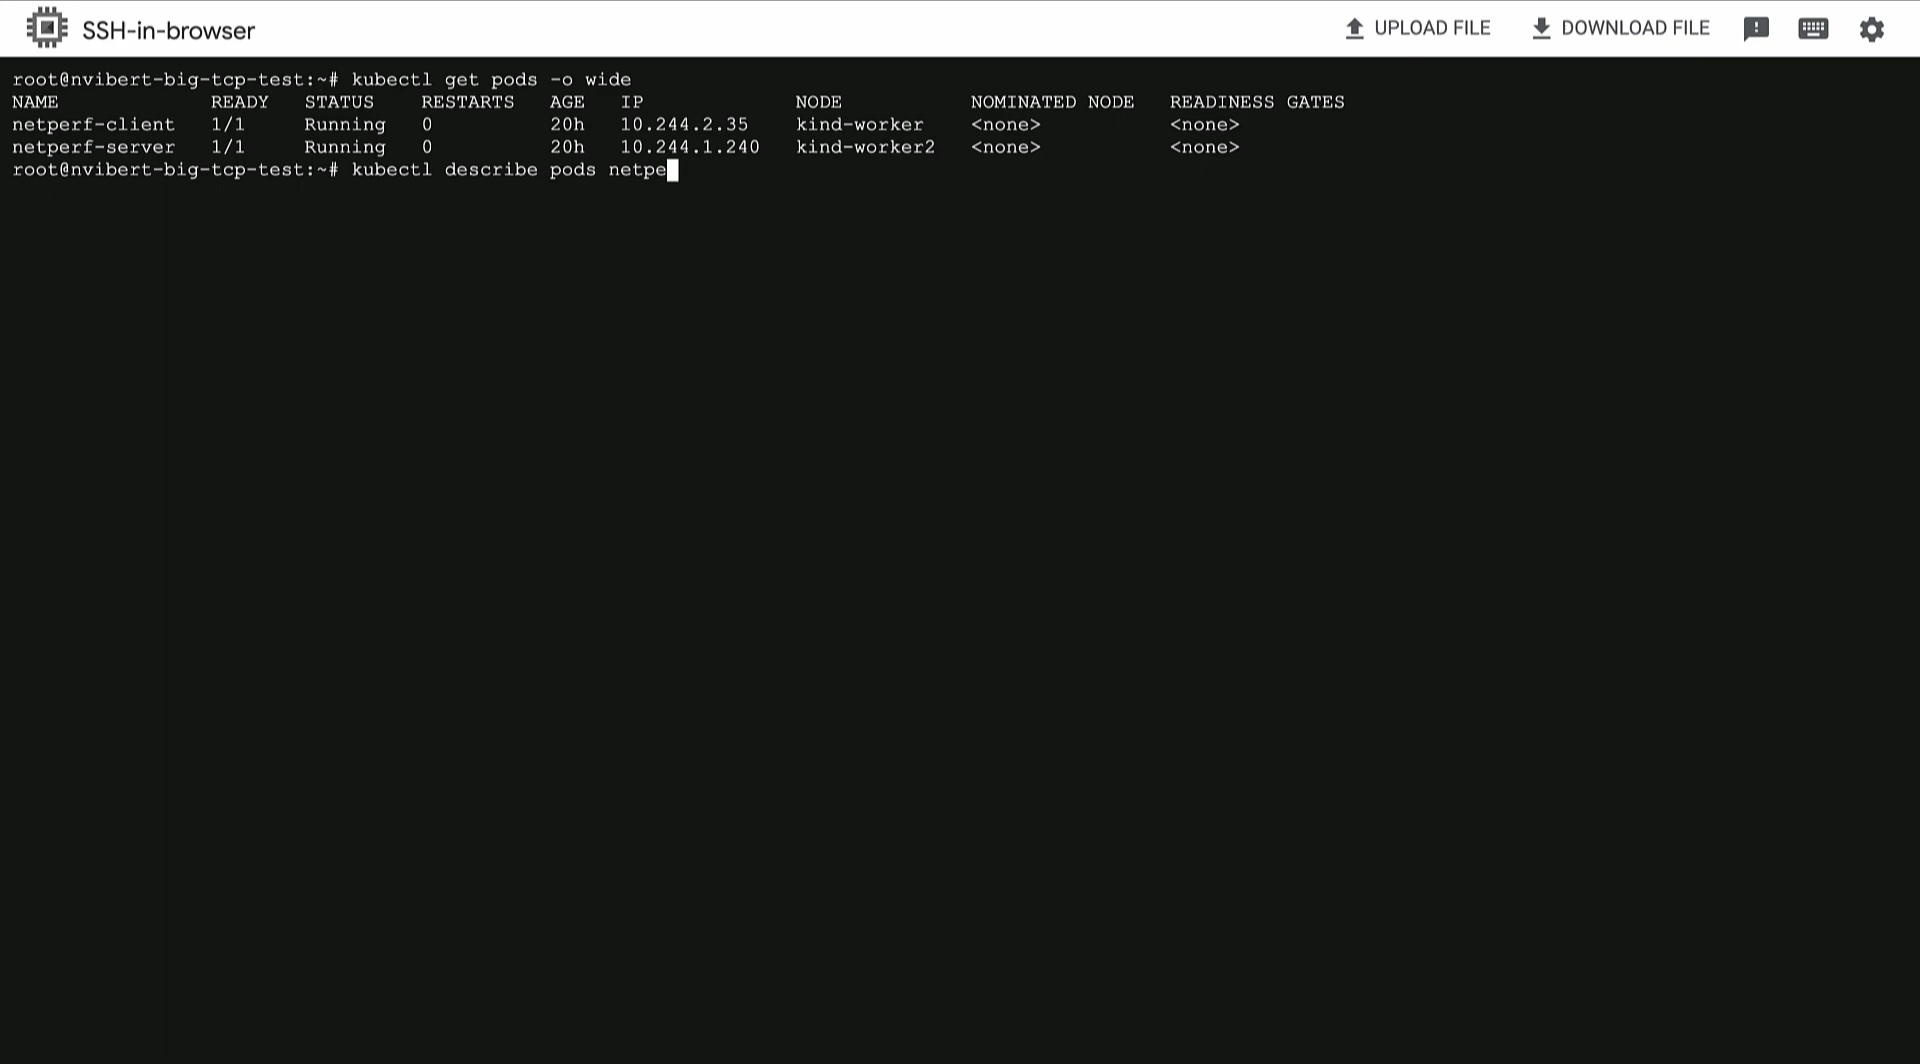 SSH-in-browser
UPLOAD FILE
DOWNLOAD FILE
root@nvibert-big-tcp-test:~# kubectl get pods -o wide
NAME READY STATUS RESTARTS AGE IP NODE NOMINATED NODE READINESS GATES
netperf-client 1/1 Running 0 20h 10.244.2.35 kind-worker <none> <none>
netperf-server 1/1 Running 0 20h 10.244.1.240 kind-worker2 <none> <none>
root@nvibert-big-tcp-test:~# kubectl describe pods netpe